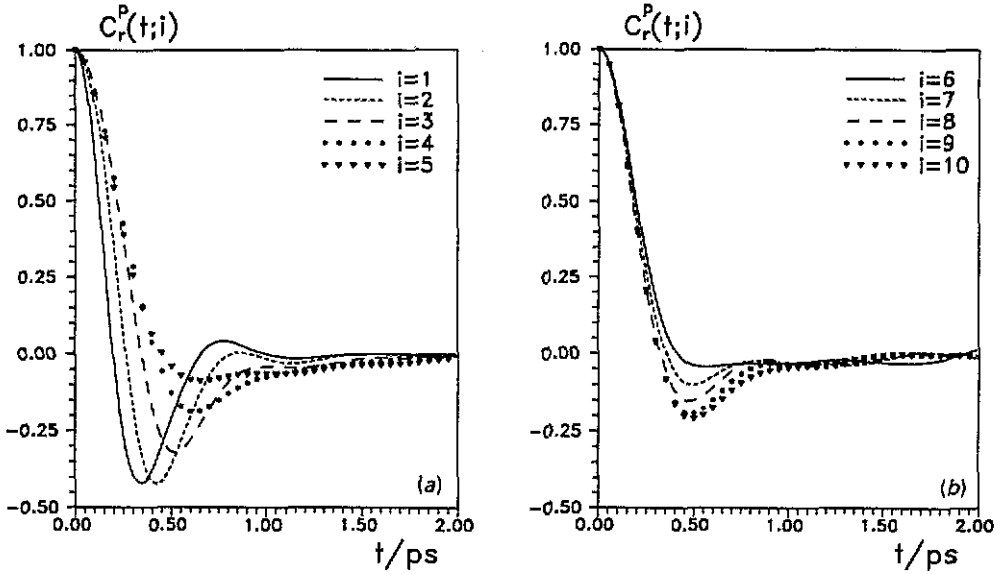 C_r^p(t;i)
1.00
0.75
0.50
0.25
0.00
−0.25
−0.50
i=1
i=2
i=3
i=4
i=5
(a)
0.00 0.50 1.00 1.50 2.00
t/ps
C_r^p(t;i)
1.00
0.75
0.50
0.25
0.00
−0.25
−0.50
i=6
i=7
i=8
i=9
i=10
(b)
0.00 0.50 1.00 1.50 2.00
t/ps